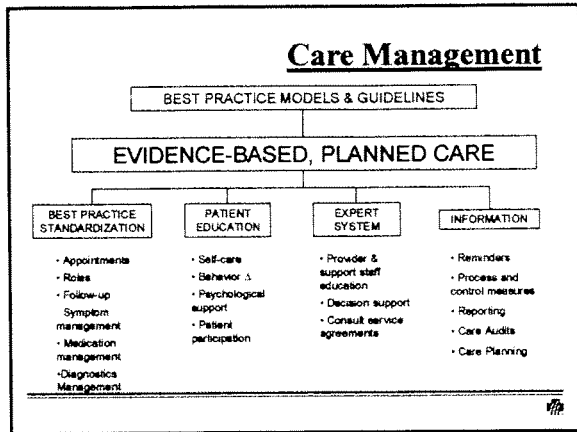 Care Management
BEST PRACTICE MODELS & GUIDELINES
EVIDENCE-BASED, PLANNED CARE
BEST PRACTICE
STANDARDIZATION
• Appointments
• Roles
• Follow-up
Symptom
management
• Medication
management
•Diagnostics
Management
PATIENT
EDUCATION
• Self-care
• Behavior Δ
• Psychological
support
• Patient
participation
EXPERT
SYSTEM
• Provider &
support staff
education
• Decision support
• Consult service
agreements
INFORMATION
• Reminders
• Process and
control measures
• Reporting
• Care Audits
• Care Planning